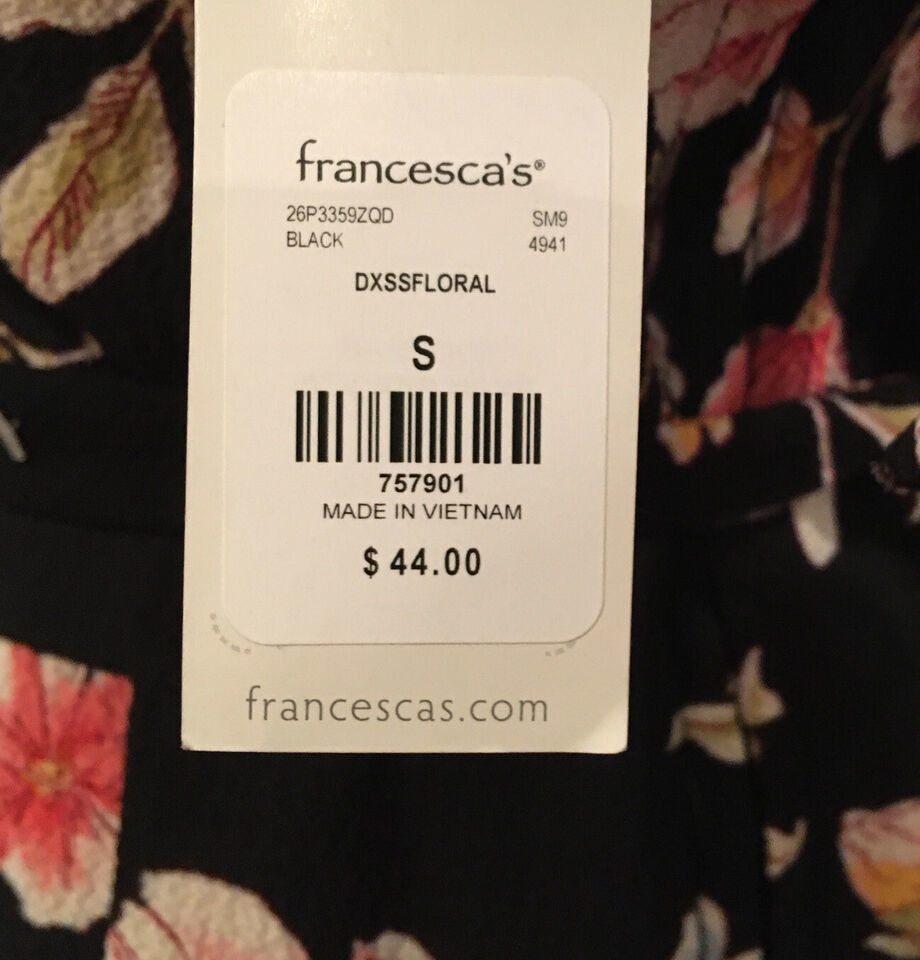 francesca's®
26P3359ZQD SM9
BLACK 4941
DXSSFLORAL
S
757901
MADE IN VIETNAM
$ 44.00
francescas.com